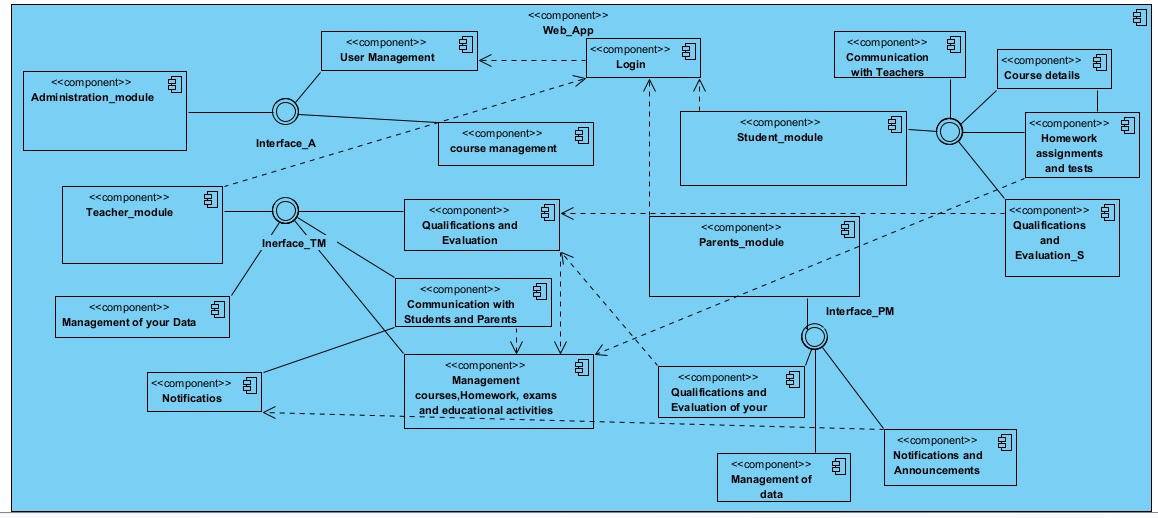 <<component>>
Web_App
<<component>>
User Management
<<component>>
Login
<<component>>
Communication
with Teachers
<<component>>
Course details
<<component>>
Administration_module
Interface_A
<<component>>
course management
<<component>>
Student_module
<<component>>
Homework
assignments
and tests
<<component>>
Teacher_module
Inerface_TM
<<component>>
Qualifications and
Evaluation
<<component>>
Parents_module
<<component>>
Qualifications
and
Evaluation_S
<<component>>
Management of your Data
<<component>>
Communication with
Students and Parents
Interface_PM
<<component>>
Notificatios
<<component>>
Management
courses,Homework, exams
and educational activities
<<component>>
Qualifications and
Evaluation of your
<<component>>
Notifications and
Announcements
<<component>>
Management of
data